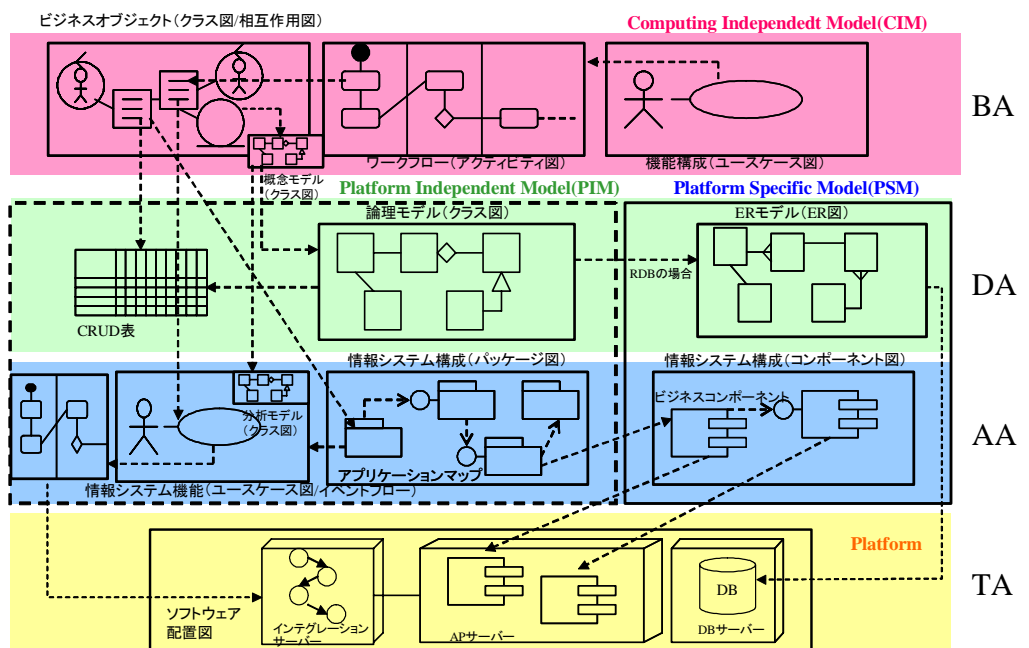 ビジネスオブジェクト(クラス図/相互作用図)
Computing Independedt Model(CIM)
BA
ワークフロー(アクティビティ図)
機能構成(ユースケース図)
概念モデル
(クラス図)
Platform Independent Model(PIM)
Platform Specific Model(PSM)
論理モデル(クラス図)
ERモデル(ER図)
RDBの場合
DA
CRUD表
情報システム構成(パッケージ図)
情報システム構成(コンポーネント図)
ビジネスコンポーネント
分析モデル
(クラス図)
AA
アプリケーションマップ
情報システム機能(ユースケース図/イベントフロー)
Platform
TA
DB
ソフトウェア
配置図
インテグレーション
サーバー
APサーバー
DBサーバー